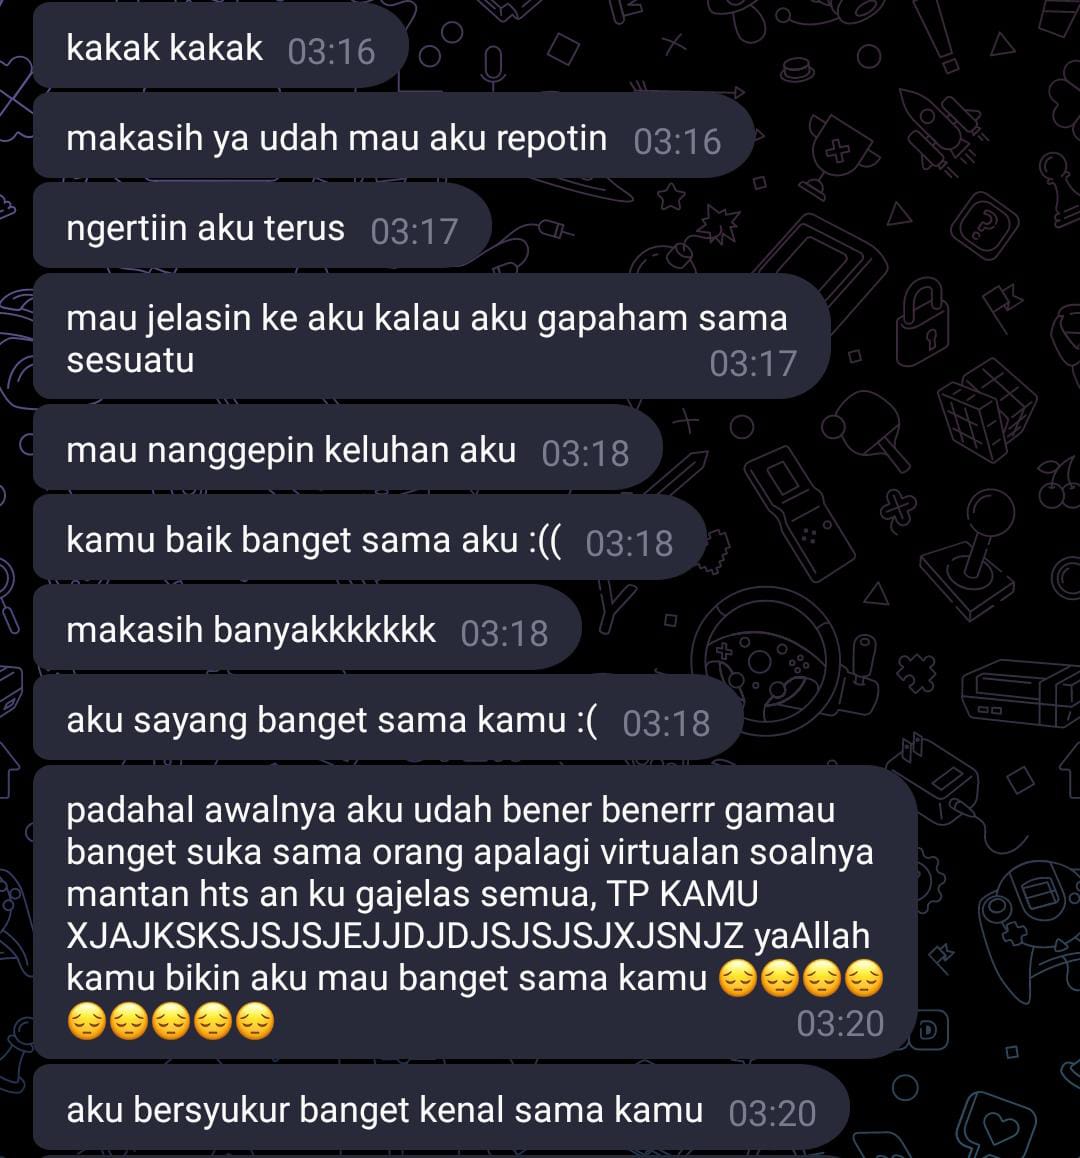 kakak kakak 03:16
makasih ya udah mau aku repotin 03:16
ngertiin aku terus 03:17
mau jelasin ke aku kalau aku gapaham sama
sesuatu 03:17
mau nanggepin keluhan aku 03:18
kamu baik banget sama aku :(( 03:18
makasih banyakkkkkkk 03:18
aku sayang banget sama kamu :( 03:18
padahal awalnya aku udah bener benerrr gamau
banget suka sama orang apalagi virtualan soalnya
mantan hts an ku gajelas semua, TP KAMU
XJAJKSKSJSJSJEJJDJDJSJSJSJXJSNJZ yaAllah
kamu bikin aku mau banget sama kamu 😔😔😔😔
😔😔😔😔😔 03:20
aku bersyukur banget kenal sama kamu 03:20